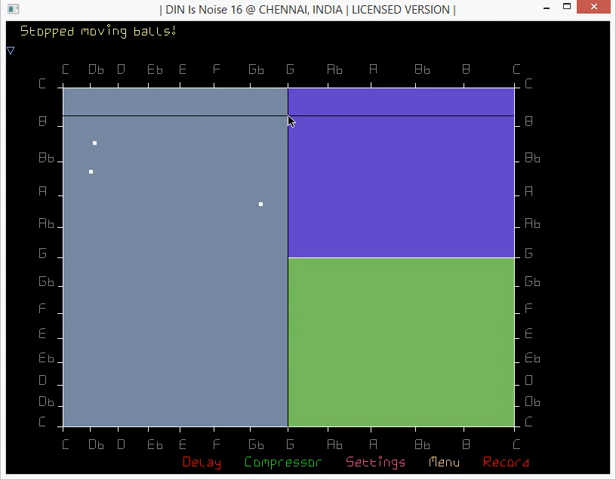 | DIN Is Noise 16 @ CHENNAI, INDIA | LICENSED VERSION |
Stopped moving balls!
C Db D Eb E F Gb G Ab A Bb B C
C C
B B
Bb Bb
A A
Ab Ab
G G
Gb Gb
F F
E E
Eb Eb
D D
Db Db
C C
C Db D Eb E F Gb G Ab A Bb B C
Delay Compressor Settings Menu Record